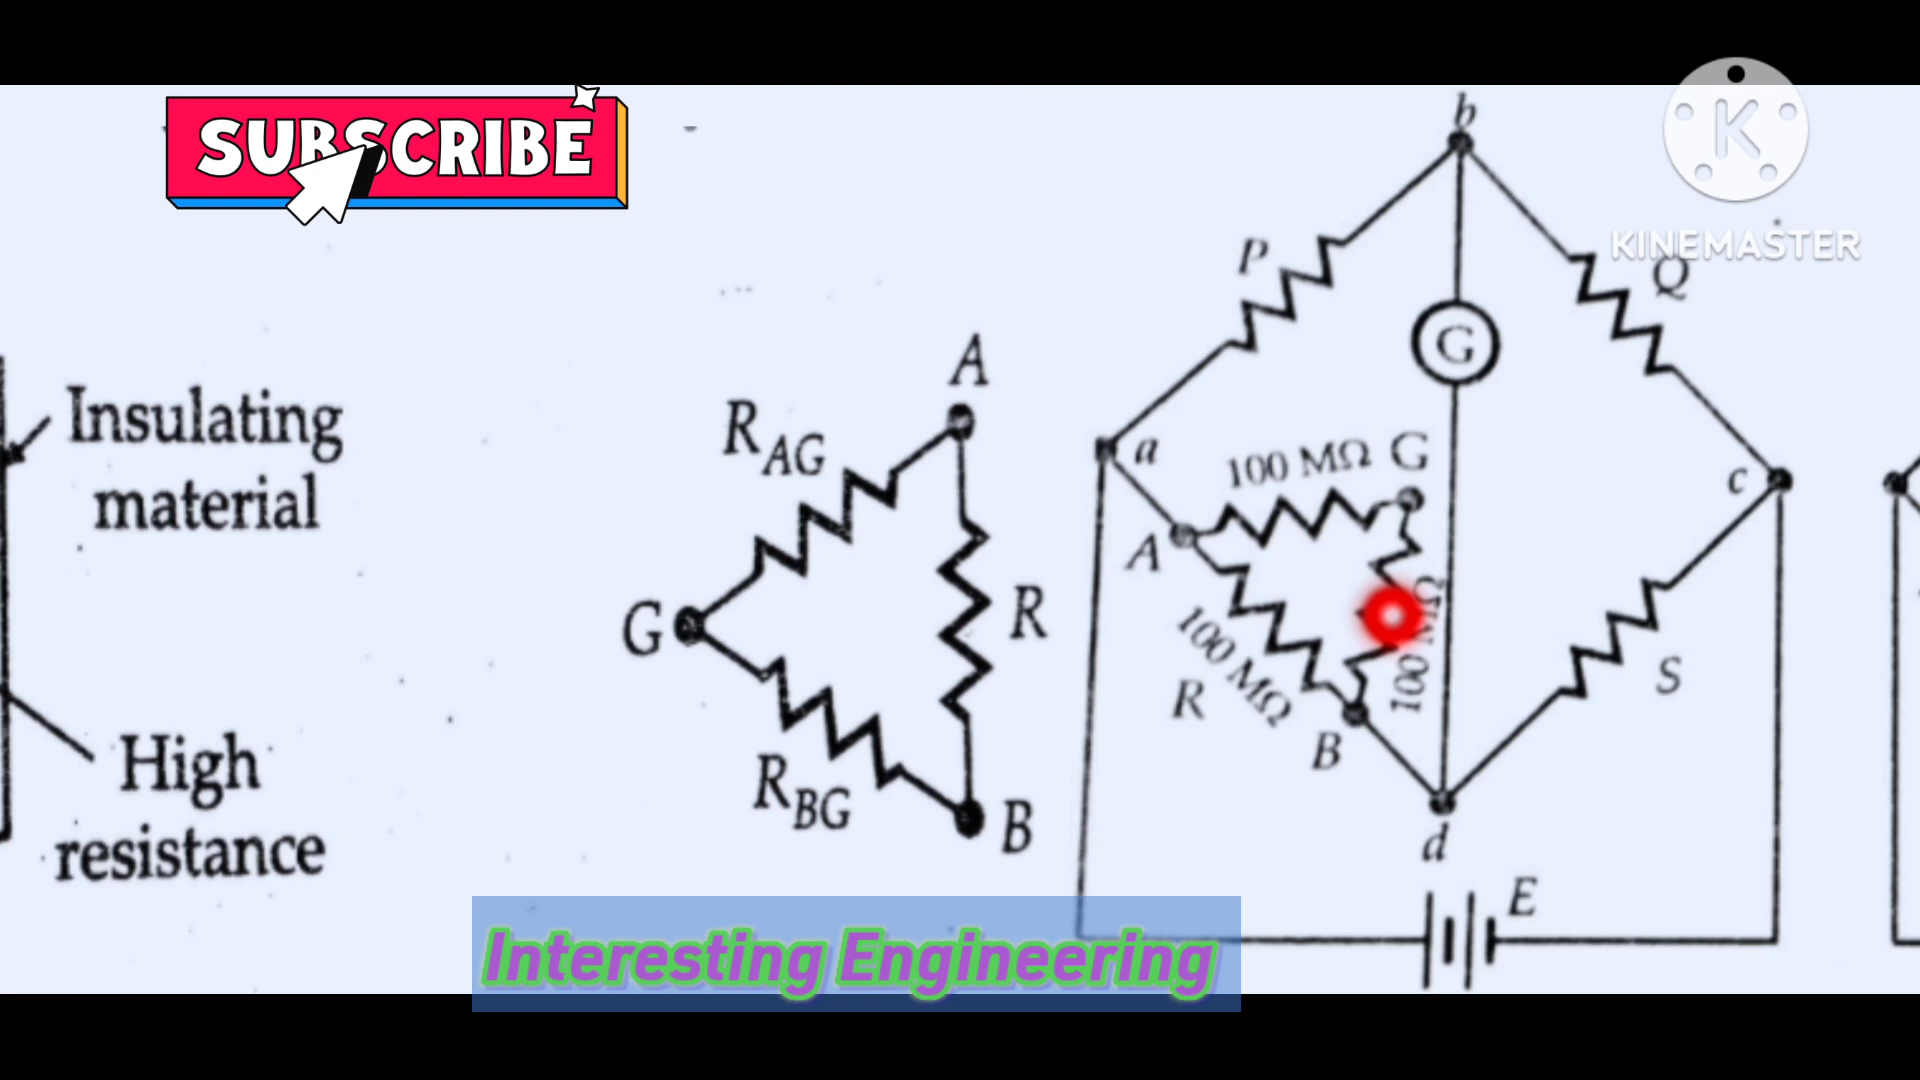 SUBSCRIBE
K
KINEMASTER
Insulating
material
High
resistance
A
R_AG
G
R
R_BG
B
b
P
Q
G
a
100 MΩ G
c
A
100 MΩ
100 MΩ
R
S
B
d
E
Interesting Engineering